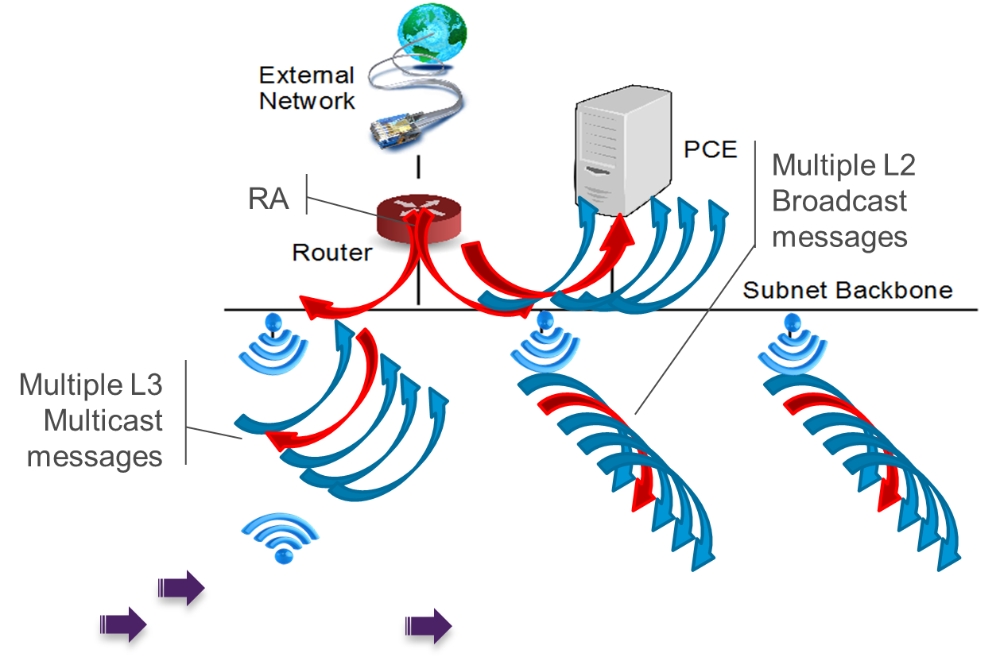 External
Network
PCE
Multiple L2
Broadcast
messages
RA
Router
Subnet Backbone
Multiple L3
Multicast
messages